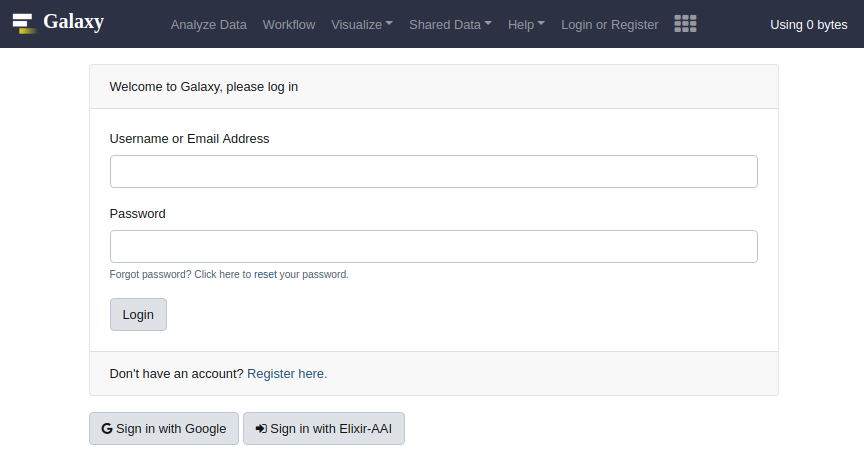 Galaxy Analyze Data Workflow Visualize Shared Data Help Login or Register Using 0 bytes
Welcome to Galaxy, please log in
Username or Email Address
Password
Forgot password? Click here to reset your password.
Login
Don't have an account? Register here.
Sign in with Google Sign in with Elixir-AAI